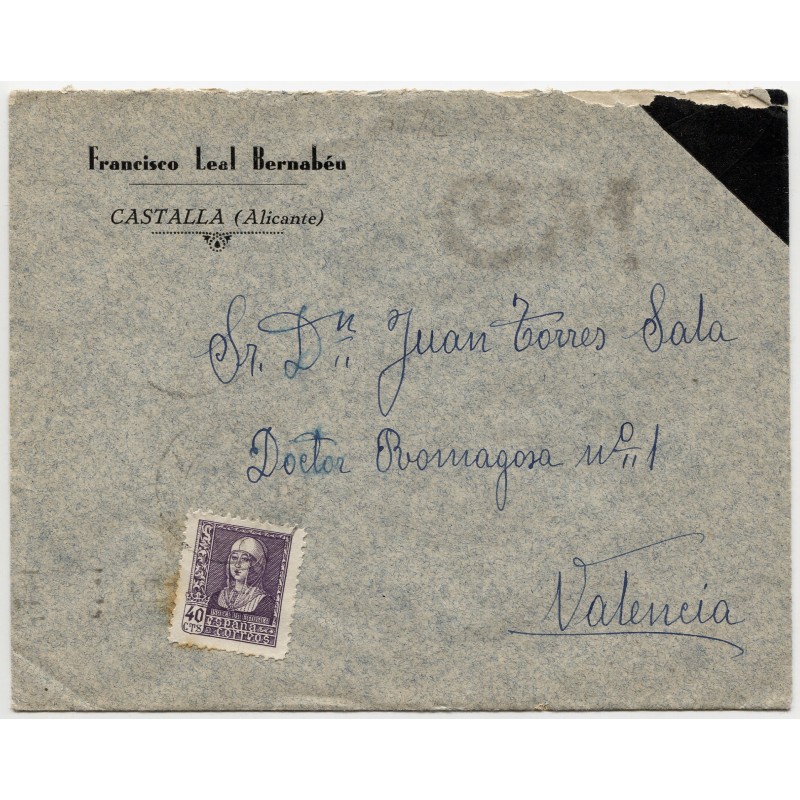 Francisco Leal Bernabéu
CASTALLA (Alicante)
Sr. Dn. Juan Torres Sala
Doctor Romagosa nº 1
Valencia
40
CTS
ESPAÑA
CORREOS